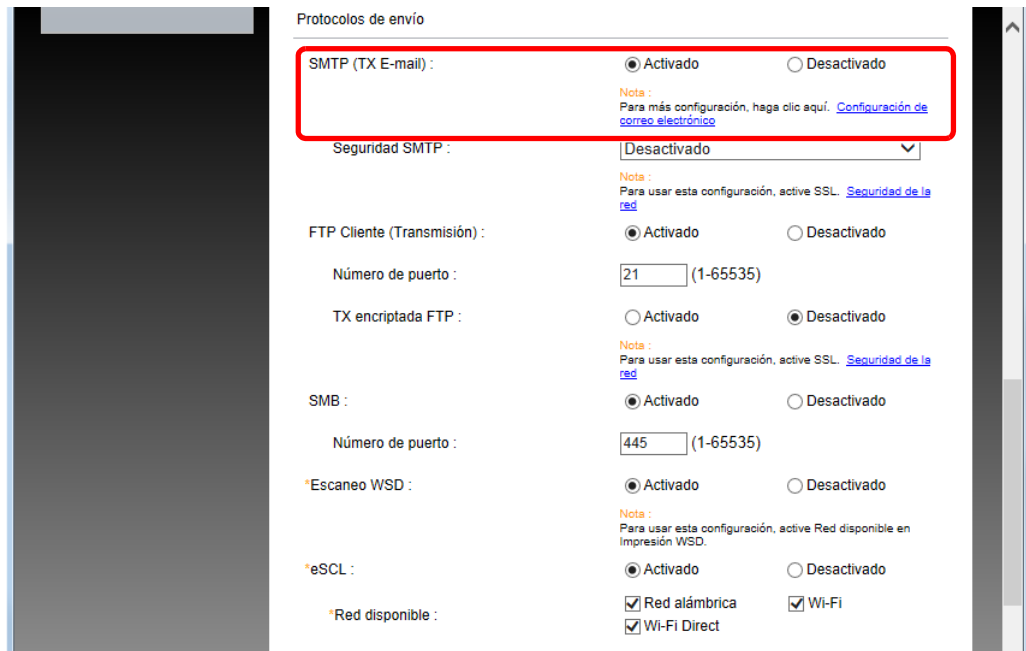 Protocolos de envío
SMTP (TX E-mail) : Activado Desactivado
Nota :
Para más configuración, haga clic aquí. Configuración de
correo electrónico
Seguridad SMTP : Desactivado
Nota :
Para usar esta configuración, active SSL. Seguridad de la
red
FTP Cliente (Transmisión) : Activado Desactivado
Número de puerto : 21 (1-65535)
TX encriptada FTP : Activado Desactivado
Nota :
Para usar esta configuración, active SSL. Seguridad de la
red
SMB : Activado Desactivado
Número de puerto : 445 (1-65535)
*Escaneo WSD : Activado Desactivado
Nota :
Para usar esta configuración, active Red disponible en
Impresión WSD.
*eSCL : Activado Desactivado
*Red disponible : Red alámbrica Wi-Fi
Wi-Fi Direct